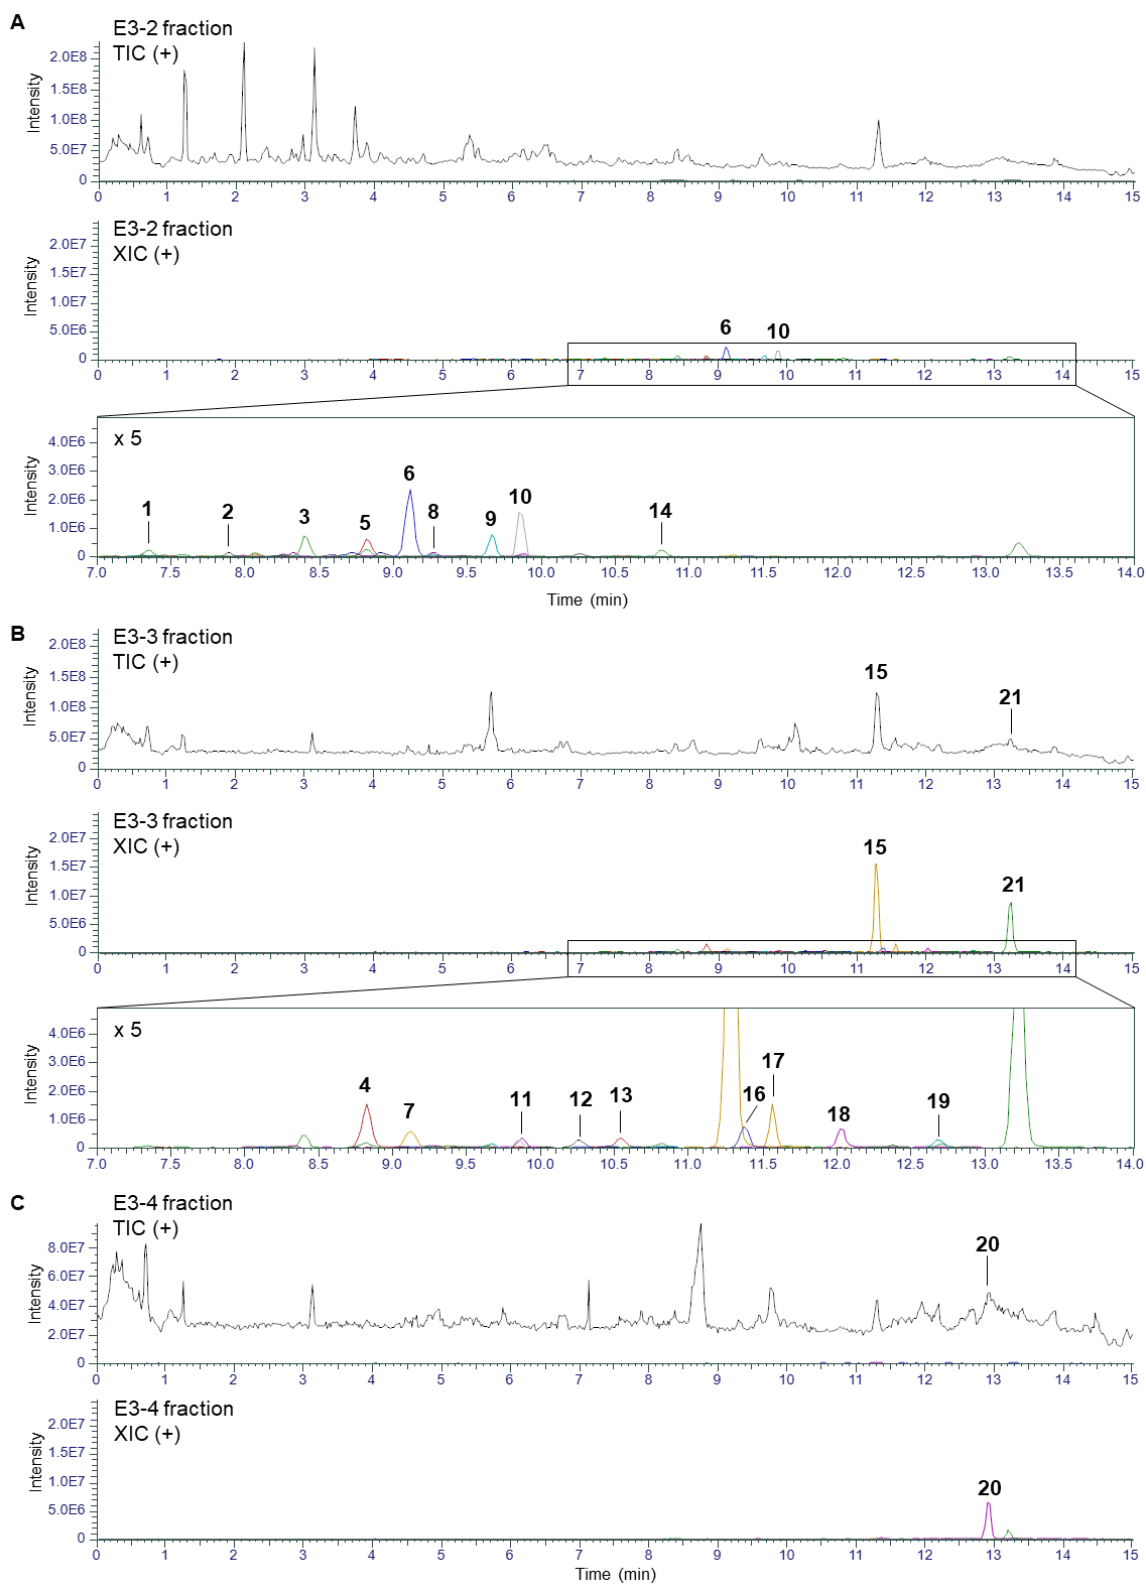 A
E3-2 fraction
TIC (+)
Intensity
2.0E8
1.5E8
1.0E8
5.0E7
0
0 1 2 3 4 5 6 7 8 9 10 11 12 13 14 15
E3-2 fraction
XIC (+)
Intensity
2.0E7
1.5E7
1.0E7
5.0E6
0
6 10
0 1 2 3 4 5 6 7 8 9 10 11 12 13 14 15
x 5
Intensity
4.0E6
3.0E6
2.0E6
1.0E6
0
1 2 3 5 6 8 9 10 14
7.0 7.5 8.0 8.5 9.0 9.5 10.0 10.5 11.0 11.5 12.0 12.5 13.0 13.5 14.0
Time (min)
B
E3-3 fraction
TIC (+)
Intensity
2.0E8
1.5E8
1.0E8
5.0E7
0
15 21
0 1 2 3 4 5 6 7 8 9 10 11 12 13 14 15
E3-3 fraction
XIC (+)
Intensity
2.0E7
1.5E7
1.0E7
5.0E6
0
15 21
0 1 2 3 4 5 6 7 8 9 10 11 12 13 14 15
x 5
Intensity
4.0E6
3.0E6
2.0E6
1.0E6
0
4 7 11 12 13 16 17 18 19
7.0 7.5 8.0 8.5 9.0 9.5 10.0 10.5 11.0 11.5 12.0 12.5 13.0 13.5 14.0
C
E3-4 fraction
TIC (+)
Intensity
8.0E7
6.0E7
4.0E7
2.0E7
0
20
0 1 2 3 4 5 6 7 8 9 10 11 12 13 14 15
E3-4 fraction
XIC (+)
Intensity
2.0E7
1.5E7
1.0E7
5.0E6
0
20
0 1 2 3 4 5 6 7 8 9 10 11 12 13 14 15
Time (min)